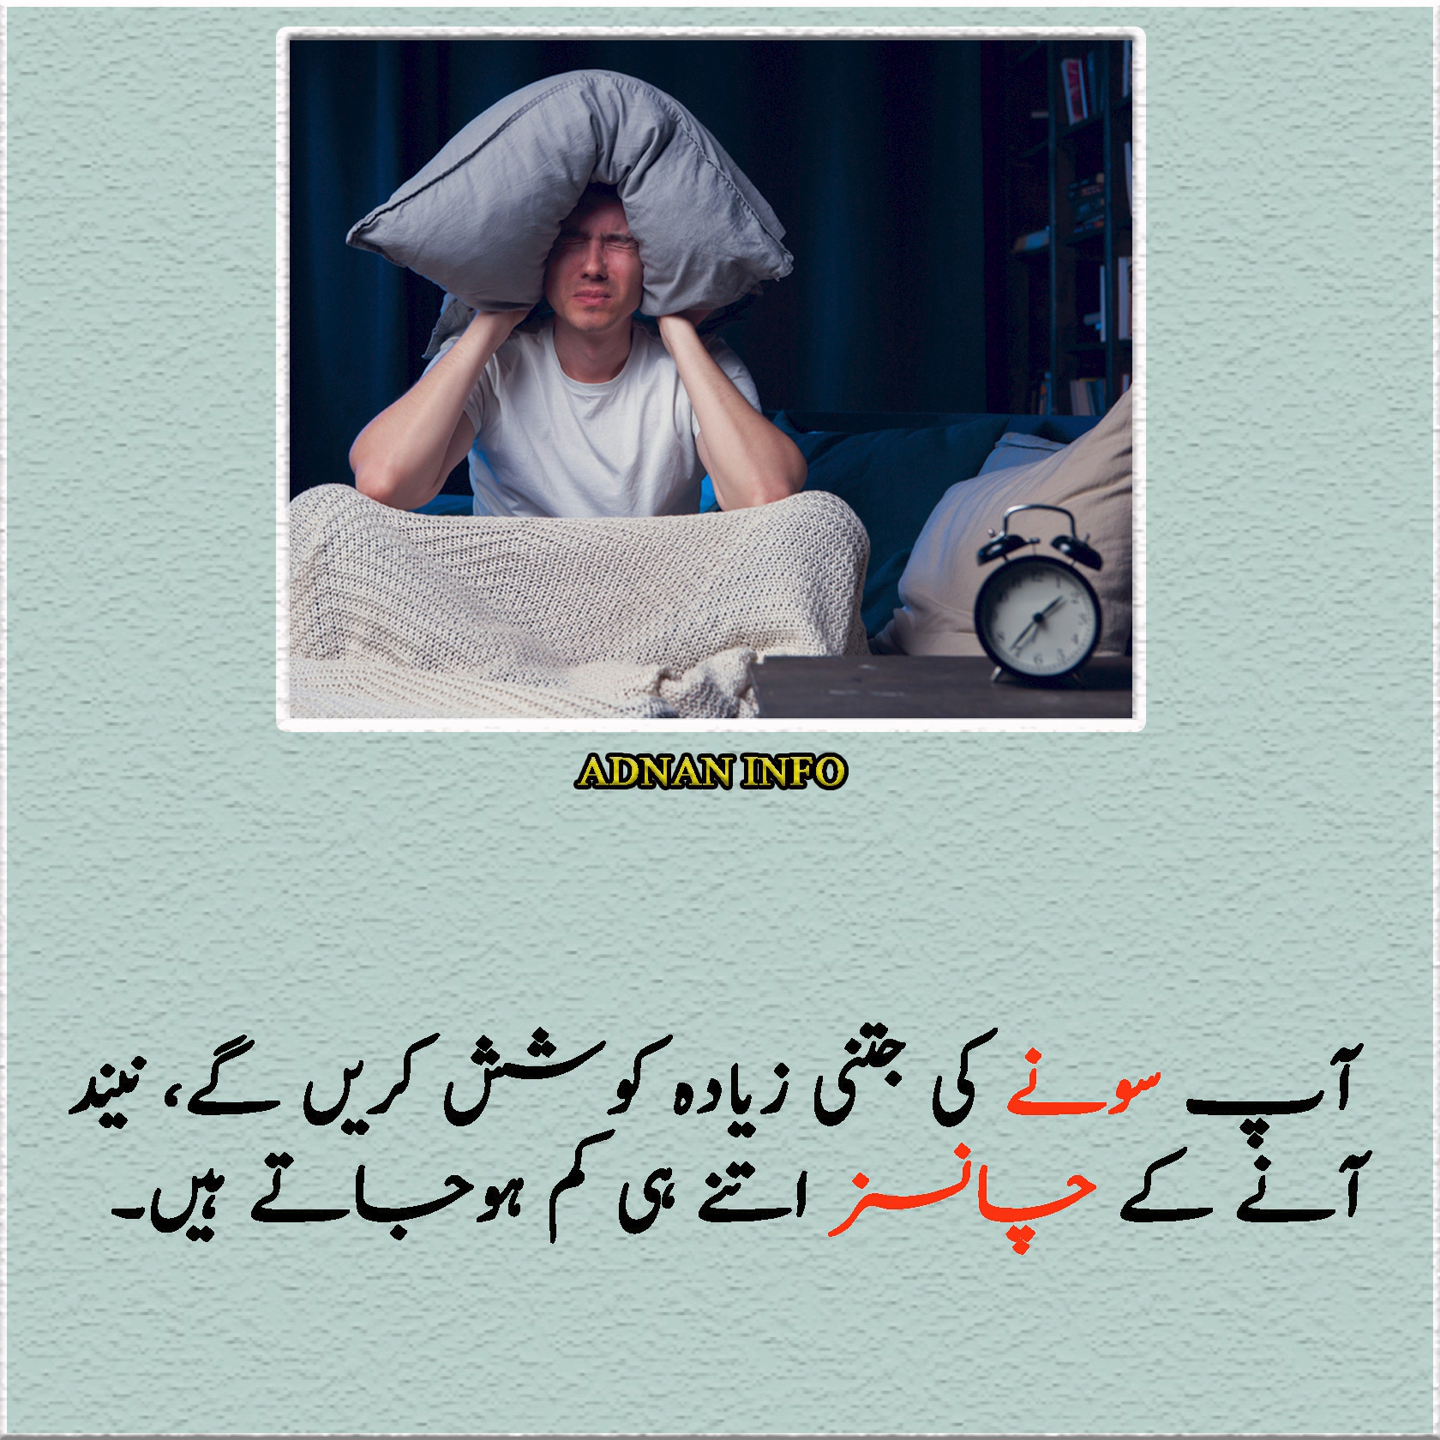 ADNAN INFO
آپ سونے کی جتنی زیادہ کوشش کریں گے، نیند
آنے کے چانسز اتنے ہی کم ہوجاتے ہیں۔